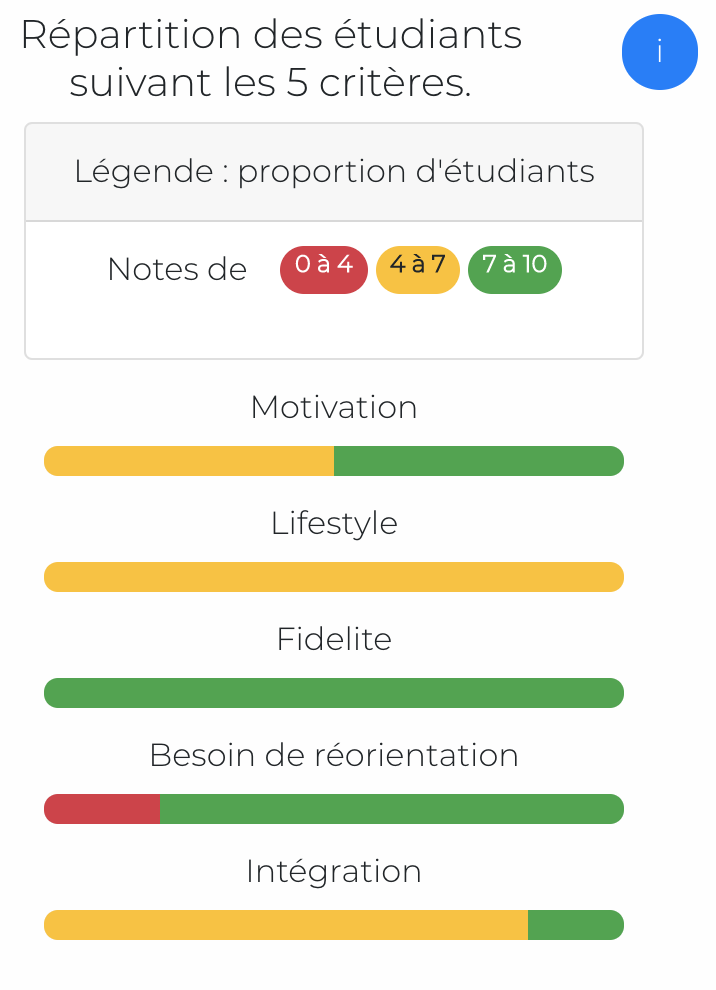 Répartition des étudiants
suivant les 5 critères.
i
Légende : proportion d'étudiants
Notes de 0 à 4 4 à 7 7 à 10
Motivation
Lifestyle
Fidelite
Besoin de réorientation
Intégration